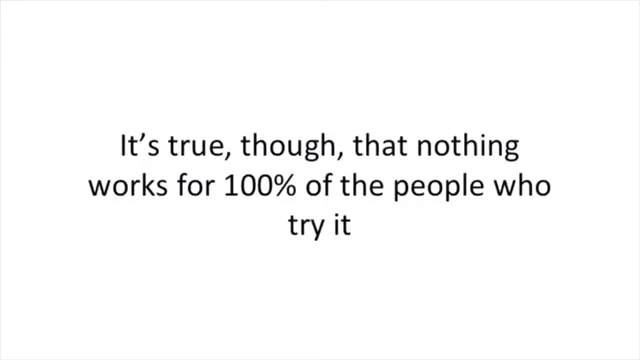 It’s true, though, that nothing
works for 100% of the people who
try it